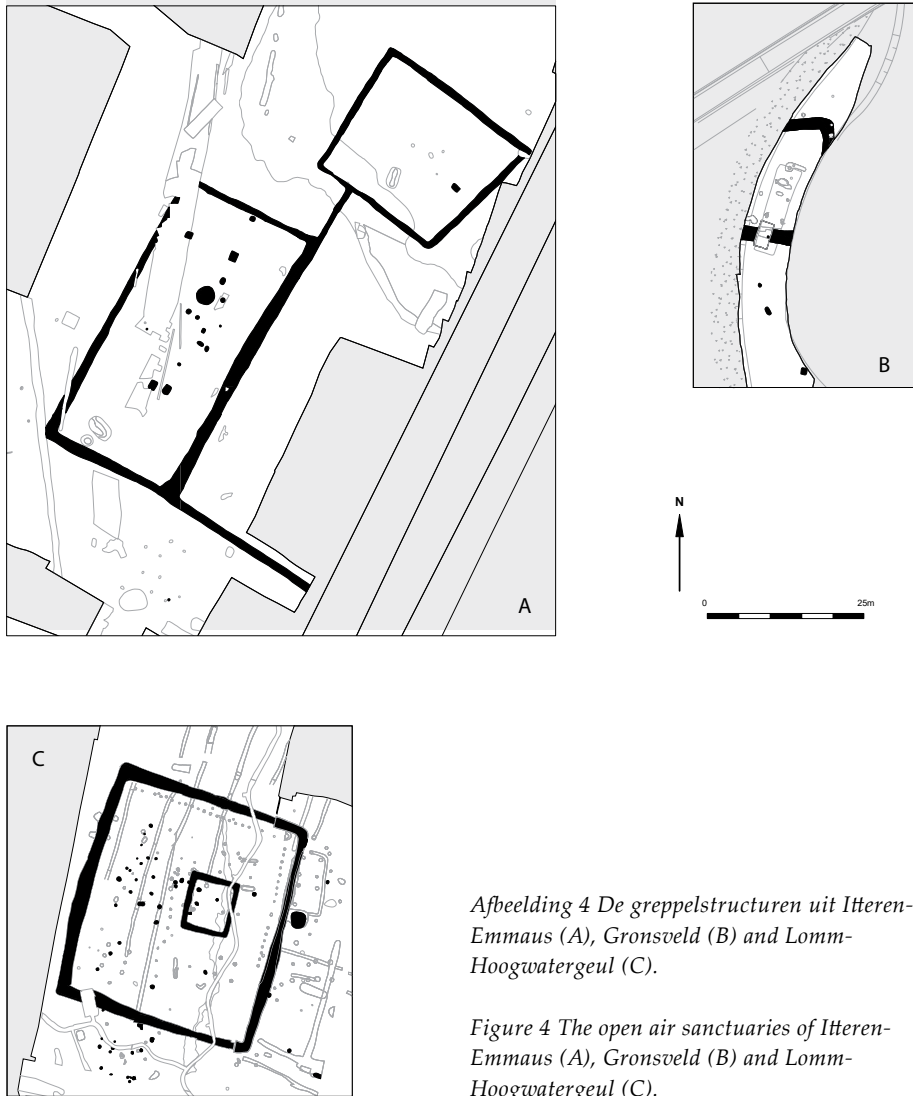 A
B
N
0 25m
C
Afbeelding 4 De greppelstructuren uit Itteren-
Emmaus (A), Gronsveld (B) and Lomm-
Hoogwatergeul (C).
Figure 4 The open air sanctuaries of Itteren-
Emmaus (A), Gronsveld (B) and Lomm-
Hoogwatergeul (C).